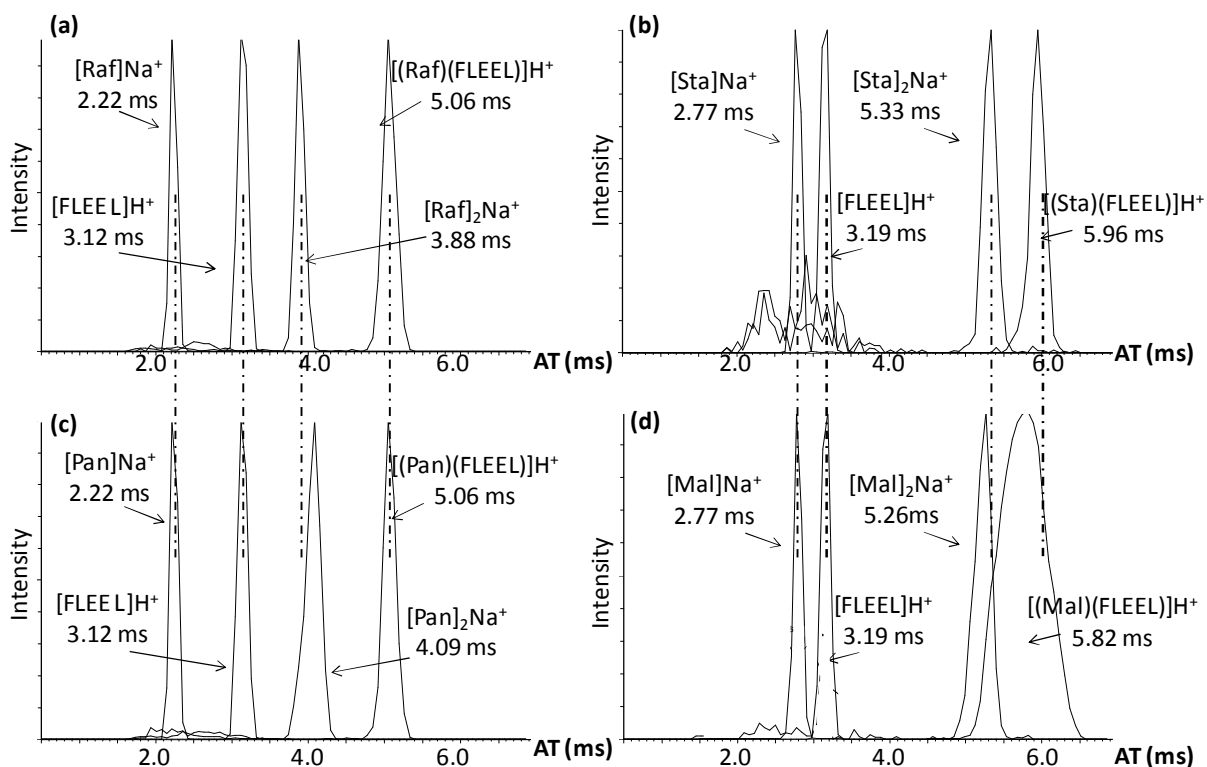 (a)
[Raf]Na⁺
2.22 ms
[(Raf)(FLEEL)]H⁺
5.06 ms
[FLEEL]H⁺
3.12 ms
[Raf]₂Na⁺
3.88 ms
Intensity
2.0 4.0 6.0 AT (ms)
(b)
[Sta]Na⁺
2.77 ms
[Sta]₂Na⁺
5.33 ms
[FLEEL]H⁺
3.19 ms
[(Sta)(FLEEL)]H⁺
5.96 ms
Intensity
2.0 4.0 6.0 AT (ms)
(c)
[Pan]Na⁺
2.22 ms
[(Pan)(FLEEL)]H⁺
5.06 ms
[FLEEL]H⁺
3.12 ms
[Pan]₂Na⁺
4.09 ms
Intensity
2.0 4.0 6.0 AT (ms)
(d)
[Mal]Na⁺
2.77 ms
[Mal]₂Na⁺
5.26ms
[FLEEL]H⁺
3.19 ms
[(Mal)(FLEEL)]H⁺
5.82 ms
Intensity
2.0 4.0 6.0 AT (ms)